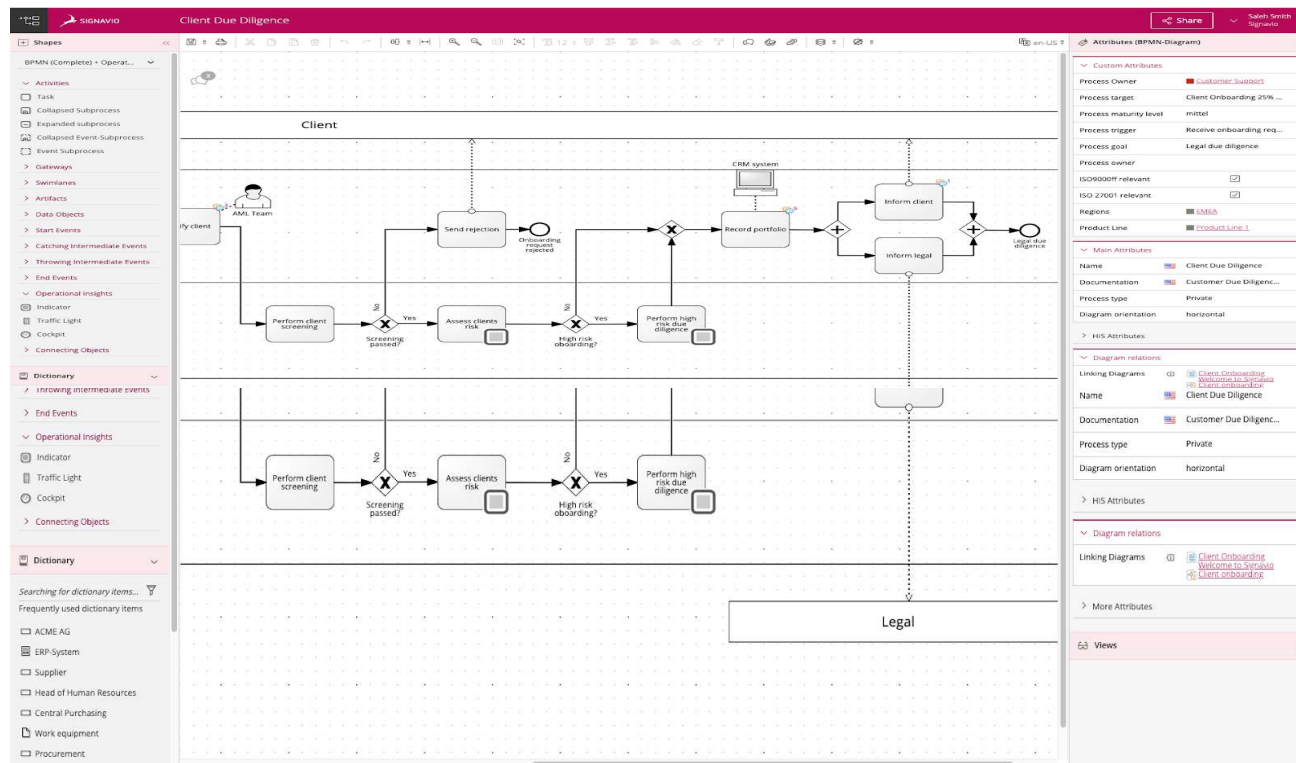 SIGNAVIO
Client Due Diligence
Share
Saleh Smith
Signavio
Shapes
BPMN (Complete) + Operat...
Activities
Task
Collapsed Subprocess
Expanded subprocess
Collapsed Event-Subprocess
Event Subprocess
Gateways
Swimlanes
Artifacts
Data Objects
Start Events
Catching Intermediate Events
Throwing Intermediate Events
End Events
Operational Insights
Indicator
Traffic Light
Cockpit
Connecting Objects
Dictionary
Throwing Intermediate Events
End Events
Operational Insights
Indicator
Traffic Light
Cockpit
Connecting Objects
Dictionary
Searching for dictionary items...
Frequently used dictionary items
ACME AG
ERP-System
Supplier
Head of Human Resources
Central Purchasing
Work equipment
Procurement
en-US
Client
AML Team
ify client
Send rejection
Onboarding
request
rejected
CRM system
Record portfolio
Inform client
Inform legal
Legal due
diligence
Perform client
screening
No
Yes
Screening
passed?
Assess clients
risk
No
Yes
High risk
oboarding?
Perform high
risk due
diligence
Perform client
screening
No
Yes
Screening
passed?
Assess clients
risk
No
Yes
High risk
oboarding?
Perform high
risk due
diligence
Legal
Attributes (BPMN-Diagram)
Custom Attributes
Process Owner Customer Support
Process target Client Onboarding 25% ...
Process maturity level mittel
Process trigger Receive onboarding req...
Process goal Legal due diligence
Process owner
ISO9000ff relevant
ISO 27001 relevant
Regions EMEA
Product Line Product Line 1
Main Attributes
Name Client Due Diligence
Documentation Customer Due Diligenc...
Process type Private
Diagram orientation horizontal
HiS Attributes
Diagram relations
Linking Diagrams Client Onboarding
Welcome to Signavio
Client onboarding
Name Client Due Diligence
Documentation Customer Due Diligenc...
Process type Private
Diagram orientation horizontal
HiS Attributes
Diagram relations
Linking Diagrams Client Onboarding
Welcome to Signavio
Client onboarding
More Attributes
Views